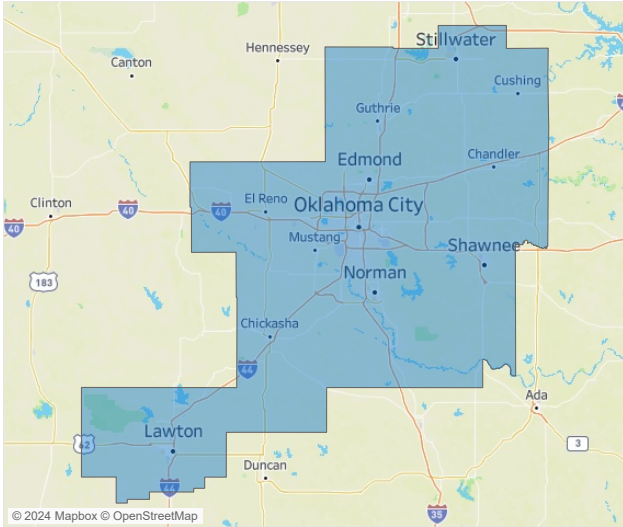 Stillwater
Hennessey
Canton
Cushing
Guthrie
Chandler
Edmond
El Reno
Clinton
40
40
40
Oklahoma City
Mustang
Shawnee
Norman
183
Chickasha
44
Ada
Lawton
62
3
Duncan
44
35
© 2024 Mapbox © OpenStreetMap